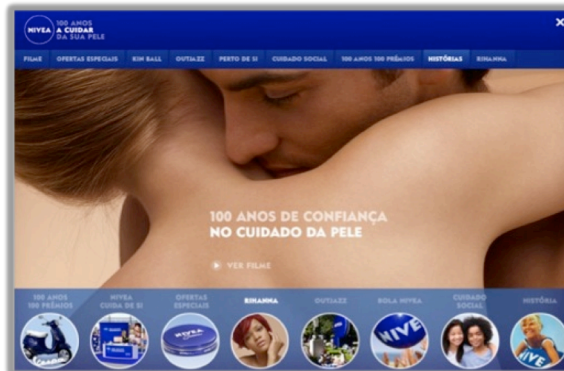 NIVEA
100 ANOS
A CUIDAR
DA SUA PELE
FILME OFERTAS ESPECIAIS KIN BALL OUTJAZZ PERTO DE SI CUIDADO SOCIAL 100 ANOS 100 PRÉMIOS HISTÓRIAS RIHANNA
100 ANOS DE CONFIANÇA
NO CUIDADO DA PELE
VER FILME
100 ANOS
100 PRÉMIOS
NIVEA
CUIDA DE SI
OFERTAS
ESPECIAIS
RIHANNA
OUTJAZZ
BOLA NIVEA
CUIDADO
SOCIAL
HISTÓRIA
NIVEA
NIVE
NIVE